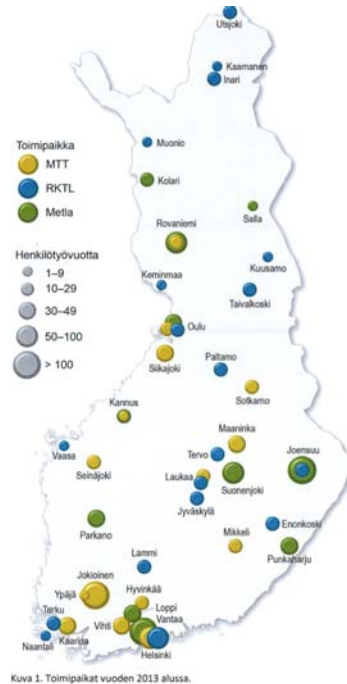 Utsjoki
Kaamanen
Inari
Toimipaikka
MTT
RKTL
Metla
Muonio
Kolari
Salla
Rovaniemi
Henkilötyövuotta
1–9
10–29
30–49
50–100
> 100
Kuusamo
Keminmaa
Taivalkoski
Oulu
Siikajoki
Paltamo
Sotkamo
Kannus
Maaninka
Vaasa
Tervo
Joensuu
Seinäjoki
Laukaa
Suonenjoki
Jyväskylä
Parkano
Enonkoski
Mikkeli
Punkaharju
Lammi
Jokioinen
Hyvinkää
Ypäjä
Loppi
Turku
Vantaa
Vihti
Kaarina
Naantali
Helsinki
Kuva 1. Toimipaikat vuoden 2013 alussa.